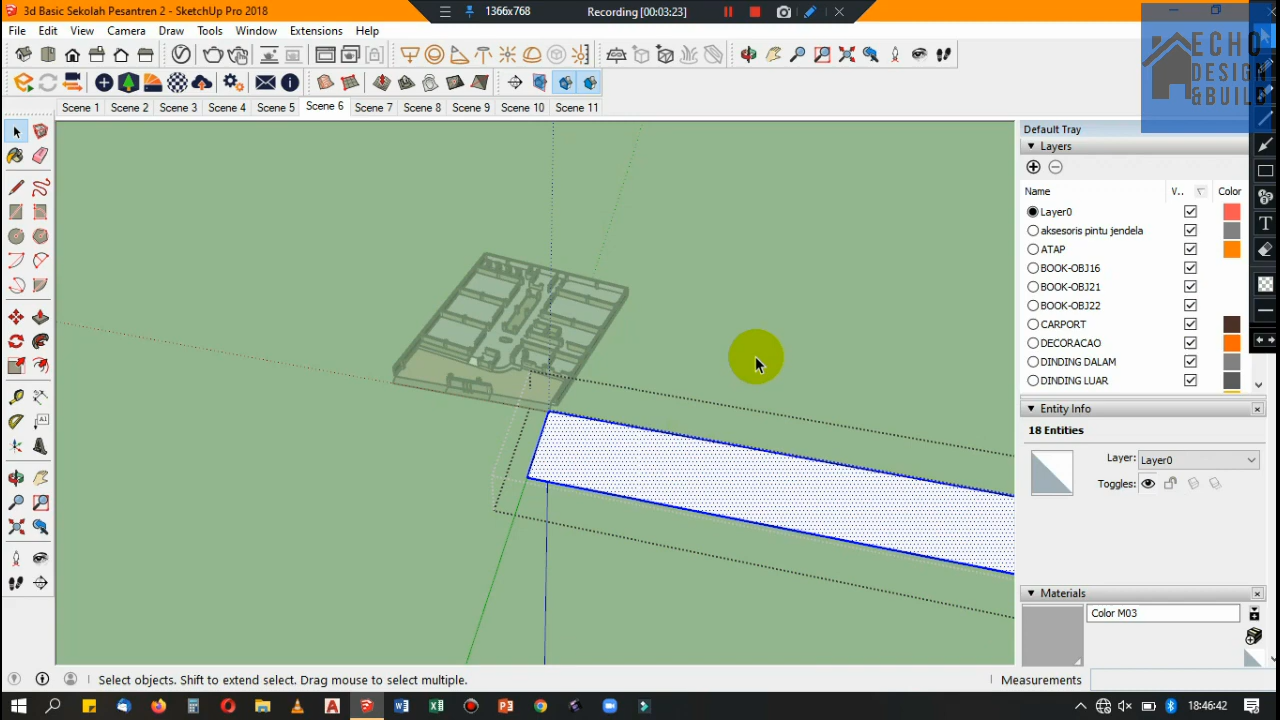 3d Basic Sekolah Pesantren 2 - SketchUp Pro 2018
1366x768
Recording [00:03:23]
File Edit View Camera Draw Tools Window Extensions Help
ECHO
DESIGN
&BUILD
Scene 1 Scene 2 Scene 3 Scene 4 Scene 5 Scene 6 Scene 7 Scene 8 Scene 9 Scene 10 Scene 11
Default Tray
Layers
Name V.. Color
Layer0
aksesoris pintu jendela
ATAP
BOOK-OBJ16
BOOK-OBJ21
BOOK-OBJ22
CARPORT
DECORACAO
DINDING DALAM
DINDING LUAR
Entity Info
18 Entities
Layer: Layer0
Toggles:
Materials
Color M03
Select objects. Shift to extend select. Drag mouse to select multiple.
Measurements
18:46:42